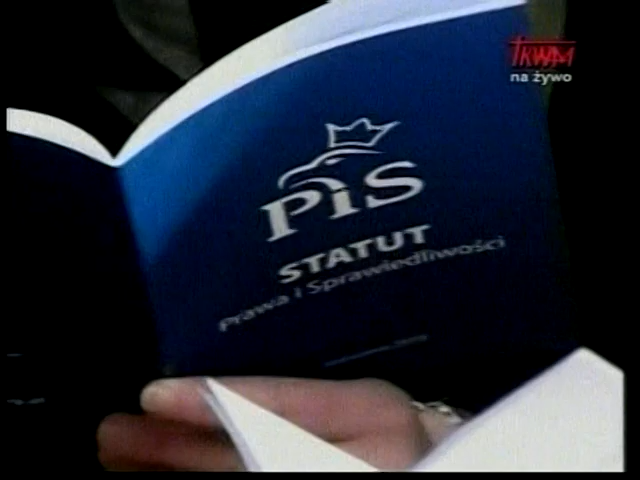 TRWAM
na żywo
PiS
STATUT
Prawa i Sprawiedliwości